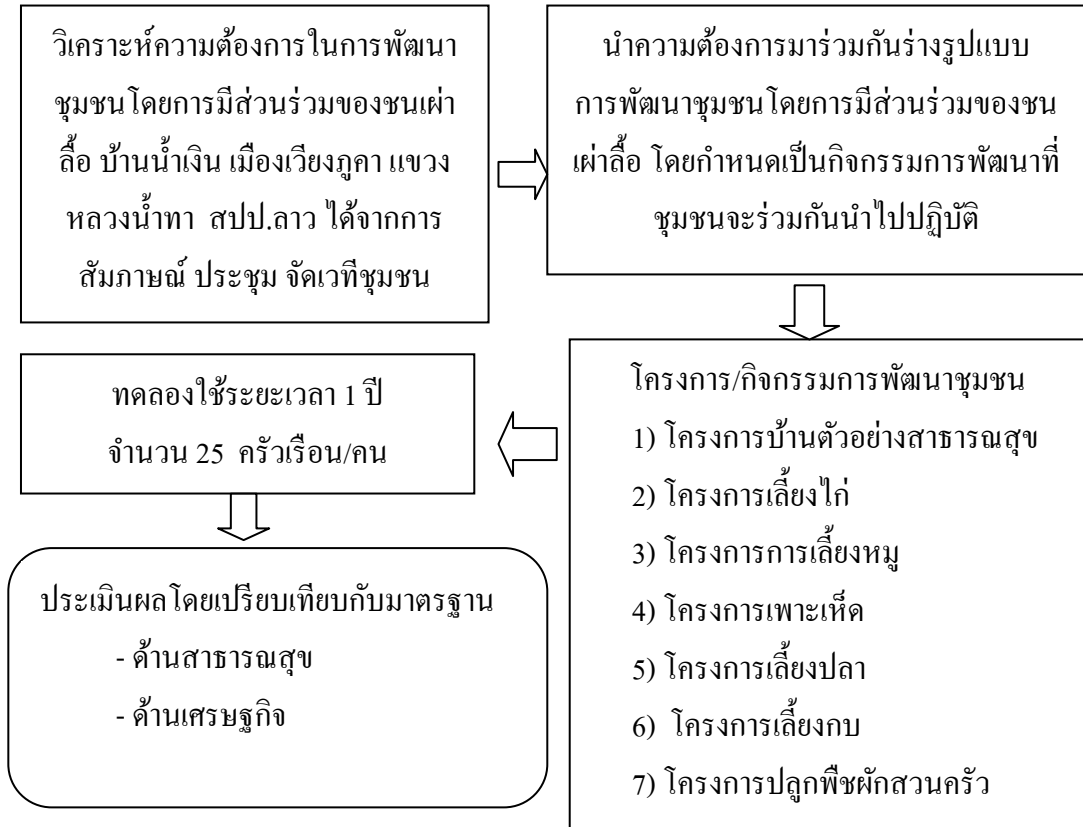 วิเคราะห์ความต้องการในการพัฒนา
ชุมชนโดยการมีส่วนร่วมของชนเผ่า
ลื้อ บ้านน้ำเงิน เมืองเวียงภูคา แขวง
หลวงน้ำทา สปป.ลาว ได้จากการ
สัมภาษณ์ ประชุม จัดเวทีชุมชน
นำความต้องการมาร่วมกันร่างรูปแบบ
การพัฒนาชุมชนโดยการมีส่วนร่วมของชน
เผ่าลื้อ โดยกำหนดเป็นกิจกรรมการพัฒนาที่
ชุมชนจะร่วมกันนำไปปฏิบัติ
โครงการ/กิจกรรมการพัฒนาชุมชน
1) โครงการบ้านตัวอย่างสาธารณสุข
2) โครงการเลี้ยงไก่
3) โครงการการเลี้ยงหมู
4) โครงการเพาะเห็ด
5) โครงการเลี้ยงปลา
6) โครงการเลี้ยงกบ
7) โครงการปลูกพืชผักสวนครัว
ทดลองใช้ระยะเวลา 1 ปี
จำนวน 25 ครัวเรือน/คน
ประเมินผลโดยเปรียบเทียบกับมาตรฐาน
- ด้านสาธารณสุข
- ด้านเศรษฐกิจ